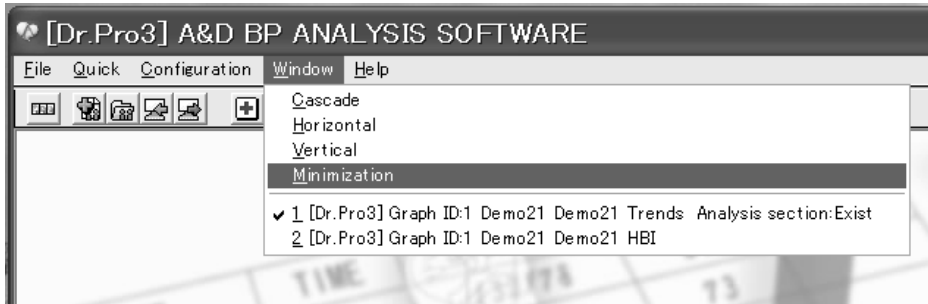 [Dr.Pro3] A&D BP ANALYSIS SOFTWARE
File Quick Configuration Window Help
Cascade
Horizontal
Vertical
Minimization
✔ 1 [Dr.Pro3] Graph ID:1 Demo21 Demo21 Trends Analysis section:Exist
2 [Dr.Pro3] Graph ID:1 Demo21 Demo21 HBI
TIME
73